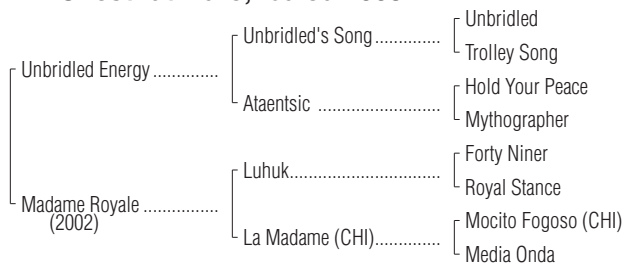 Unbridled
Unbridled's Song..............
Trolley Song
Unbridled Energy ..............
Hold Your Peace
Ataentsic ..........................
Mythographer
Forty Niner
Luhuk................................
Royal Stance
Madame Royale ................
(2002)
Mocito Fogoso (CHI)
La Madame (CHI)..............
Media Onda